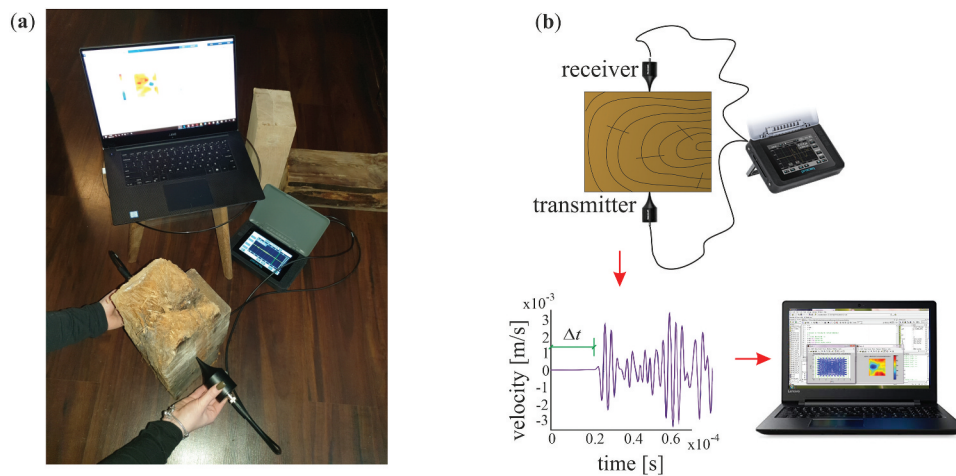 (a)
(b)
receiver
transmitter
x10⁻³
velocity [m/s]
3
2
1
0
-1
-2
-3
Δt
0
0.2
0.4
0.6
x10⁻⁴
time [s]